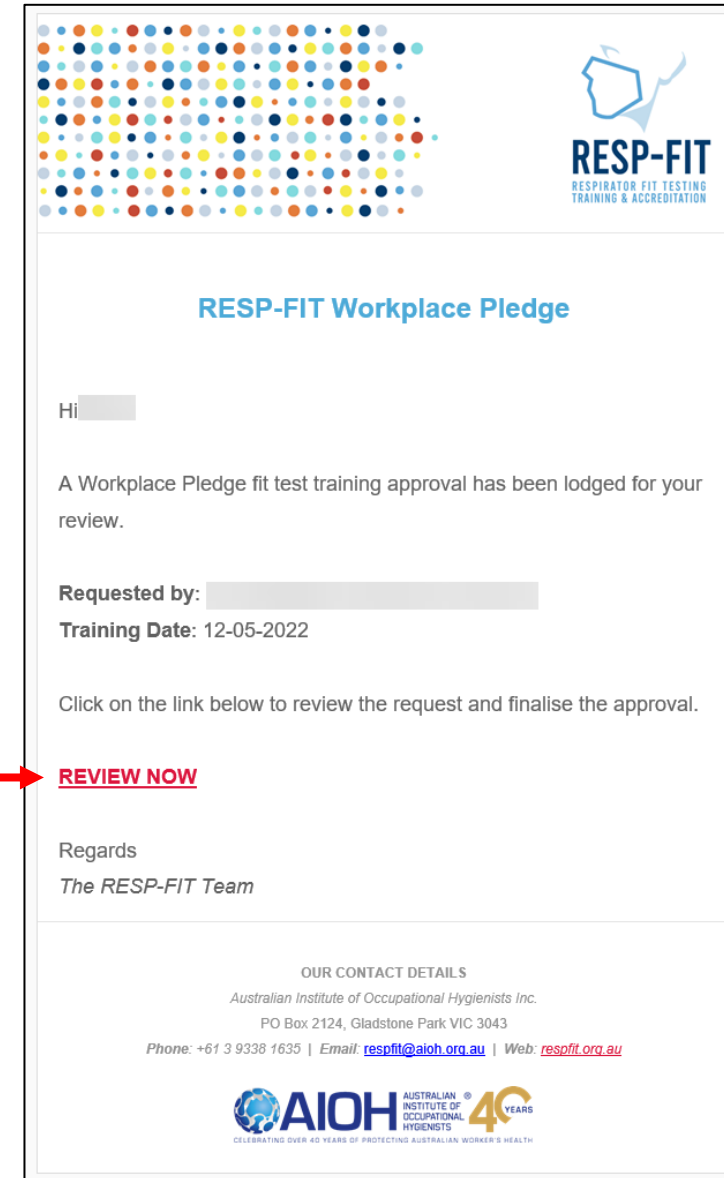 RESP-FIT
RESPIRATOR FIT TESTING
TRAINING & ACCREDITATION
RESP-FIT Workplace Pledge
Hi
A Workplace Pledge fit test training approval has been lodged for your
review.
Requested by:
Training Date: 12-05-2022
Click on the link below to review the request and finalise the approval.
REVIEW NOW
Regards
The RESP-FIT Team
OUR CONTACT DETAILS
Australian Institute of Occupational Hygienists Inc.
PO Box 2124, Gladstone Park VIC 3043
Phone: +61 3 9338 1635 | Email: respfit@aioh.org.au | Web: respfit.org.au
AIOH
AUSTRALIAN ®
INSTITUTE OF
OCCUPATIONAL
HYGIENISTS
40 YEARS
CELEBRATING OVER 40 YEARS OF PROTECTING AUSTRALIAN WORKER'S HEALTH